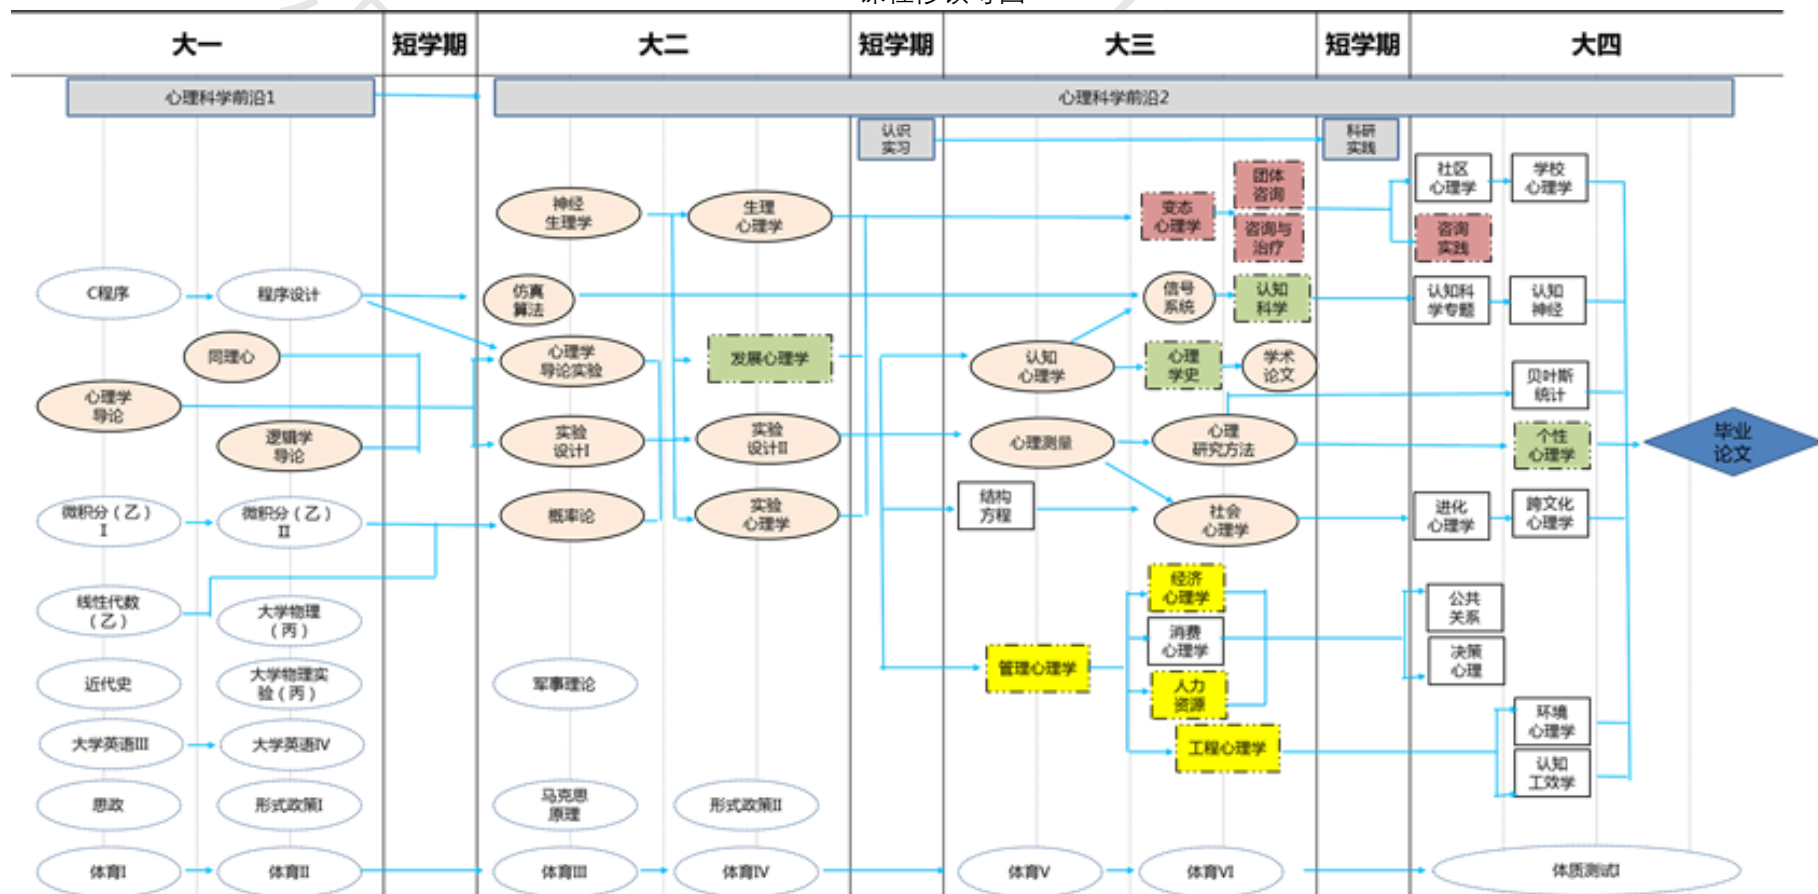 大一
短学期
大二
短学期
大三
短学期
大四
心理科学前沿1
心理科学前沿2
认识
实习
科研
实践
神经
生理学
生理
心理学
变态
心理学
团体
咨询
咨询与
治疗
社区
心理学
学校
心理学
咨询
实践
C程序
程序设计
仿真
算法
信号
系统
认知
科学
认知科
学专题
认知
神经
同理心
心理学
导论实验
发展心理学
认知
心理学
心理
学史
学术
论文
贝叶斯
统计
心理学
导论
逻辑学
导论
实验
设计I
实验
设计II
心理测量
心理
研究方法
个性
心理学
毕业
论文
微积分（乙）
I
微积分（乙）
II
概率论
实验
心理学
结构
方程
社会
心理学
进化
心理学
跨文化
心理学
线性代数
（乙）
大学物理
（丙）
经济
心理学
消费
心理学
公共
关系
近代史
大学物理实
验（丙）
军事理论
管理心理学
人力
资源
决策
心理
大学英语III
大学英语IV
工程心理学
环境
心理学
认知
工效学
思政
形式政策I
马克思
原理
形式政策II
体育I
体育II
体育III
体育IV
体育V
体育VI
体质测试I